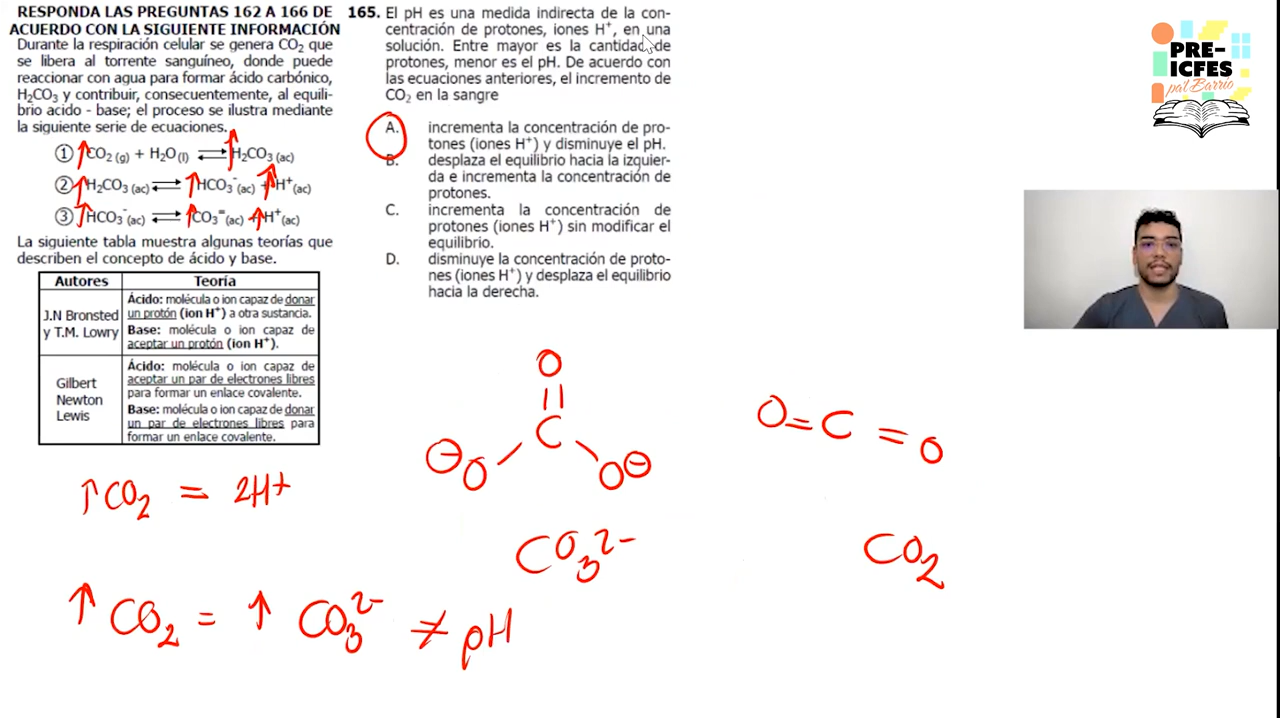 RESPONDA LAS PREGUNTAS 162 A 166 DE
ACUERDO CON LA SIGUIENTE INFORMACIÓN
Durante la respiración celular se genera CO₂ que
se libera al torrente sanguíneo, donde puede
reaccionar con agua para formar ácido carbónico,
H₂CO₃ y contribuir, consecuentemente, al equili-
brio acido - base; el proceso se ilustra mediante
la siguiente serie de ecuaciones.
① ↑CO₂ (g) + H₂O (l) ⇌ ↑H₂CO₃ (ac)
② ↑H₂CO₃ (ac) ⇌ ↑HCO₃⁻ (ac) + ↑H⁺ (ac)
③ ↑HCO₃⁻ (ac) ⇌ ↑CO₃⁼ (ac) + ↑H⁺ (ac)
La siguiente tabla muestra algunas teorías que
describen el concepto de ácido y base.
Autores Teoría
J.N Bronsted
y T.M. Lowry
Ácido: molécula o ion capaz de donar
un protón (ion H⁺) a otra sustancia.
Base: molécula o ion capaz de
aceptar un protón (ion H⁺).
Gilbert
Newton
Lewis
Ácido: molécula o ion capaz de
aceptar un par de electrones libres
para formar un enlace covalente.
Base: molécula o ion capaz de donar
un par de electrones libres para
formar un enlace covalente.
165. El pH es una medida indirecta de la con-
centración de protones, iones H⁺, en una
solución. Entre mayor es la cantidad de
protones, menor es el pH. De acuerdo con
las ecuaciones anteriores, el incremento de
CO₂ en la sangre
A. incrementa la concentración de pro-
tones (iones H⁺) y disminuye el pH.
B. desplaza el equilibrio hacia la izquier-
da e incrementa la concentración de
protones.
C. incrementa la concentración de
protones (iones H⁺) sin modificar el
equilibrio.
D. disminuye la concentración de proto-
nes (iones H⁺) y desplaza el equilibrio
hacia la derecha.
↑CO₂ = 2H+
↑ CO₂ = ↑ CO₃²⁻ ≠ pH
O
||
C
⊖O O⊖
CO₃²⁻
O=C=O
CO₂
PRE-
ICFES
pa'l Barrio